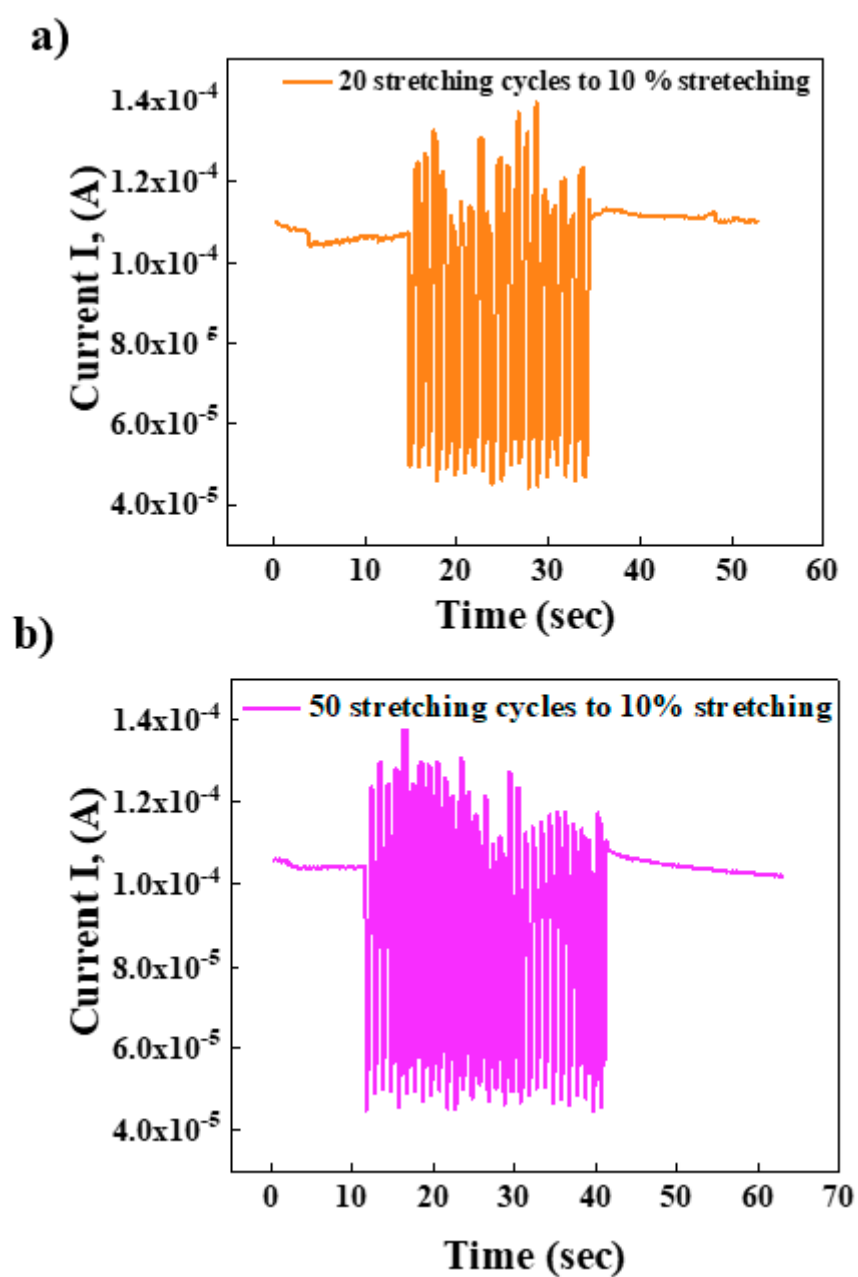 a)
20 stretching cycles to 10 % streteching
1.4x10⁻⁴
1.2x10⁻⁴
1.0x10⁻⁴
8.0x10⁻⁵
6.0x10⁻⁵
4.0x10⁻⁵
Current I, (A)
0 10 20 30 40 50 60
Time (sec)
b)
50 stretching cycles to 10% stretching
1.4x10⁻⁴
1.2x10⁻⁴
1.0x10⁻⁴
8.0x10⁻⁵
6.0x10⁻⁵
4.0x10⁻⁵
Current I, (A)
0 10 20 30 40 50 60 70
Time (sec)